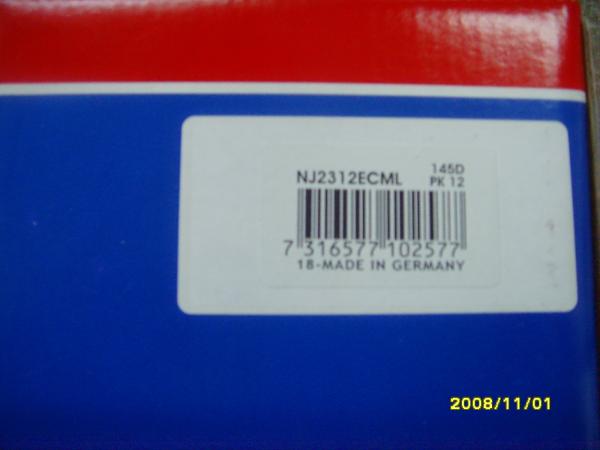 NJ2312ECML 145D
PK 12
7 316577 102577
18-MADE IN GERMANY
2008/11/01